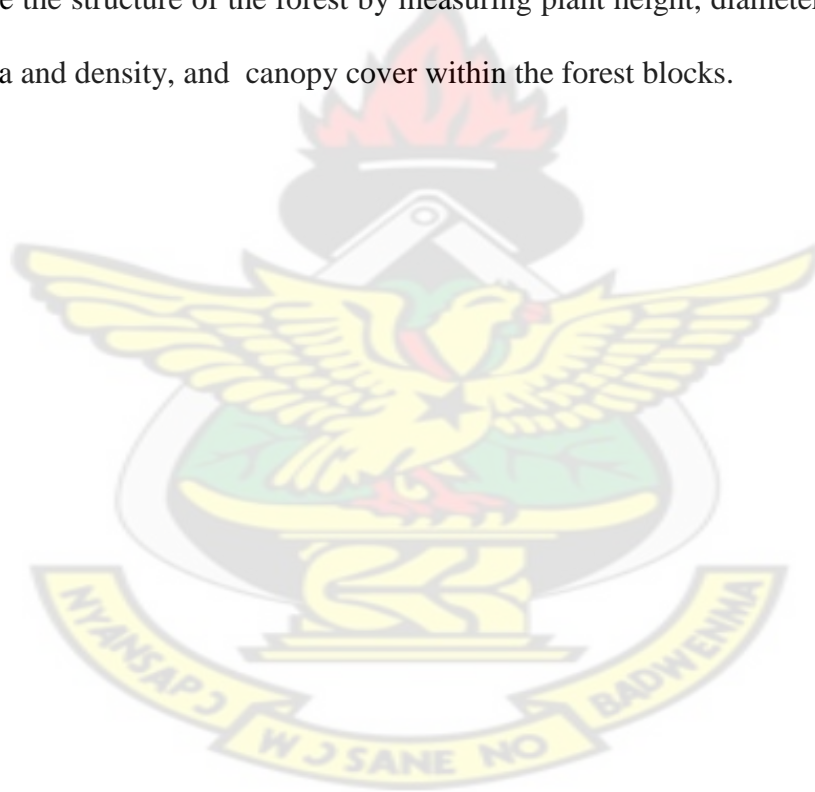 e the structure of the forest by measuring plant height, diameter
a and density, and canopy cover within the forest blocks.
NYANSAPƆ
WƆSANE NO
BADWENMA